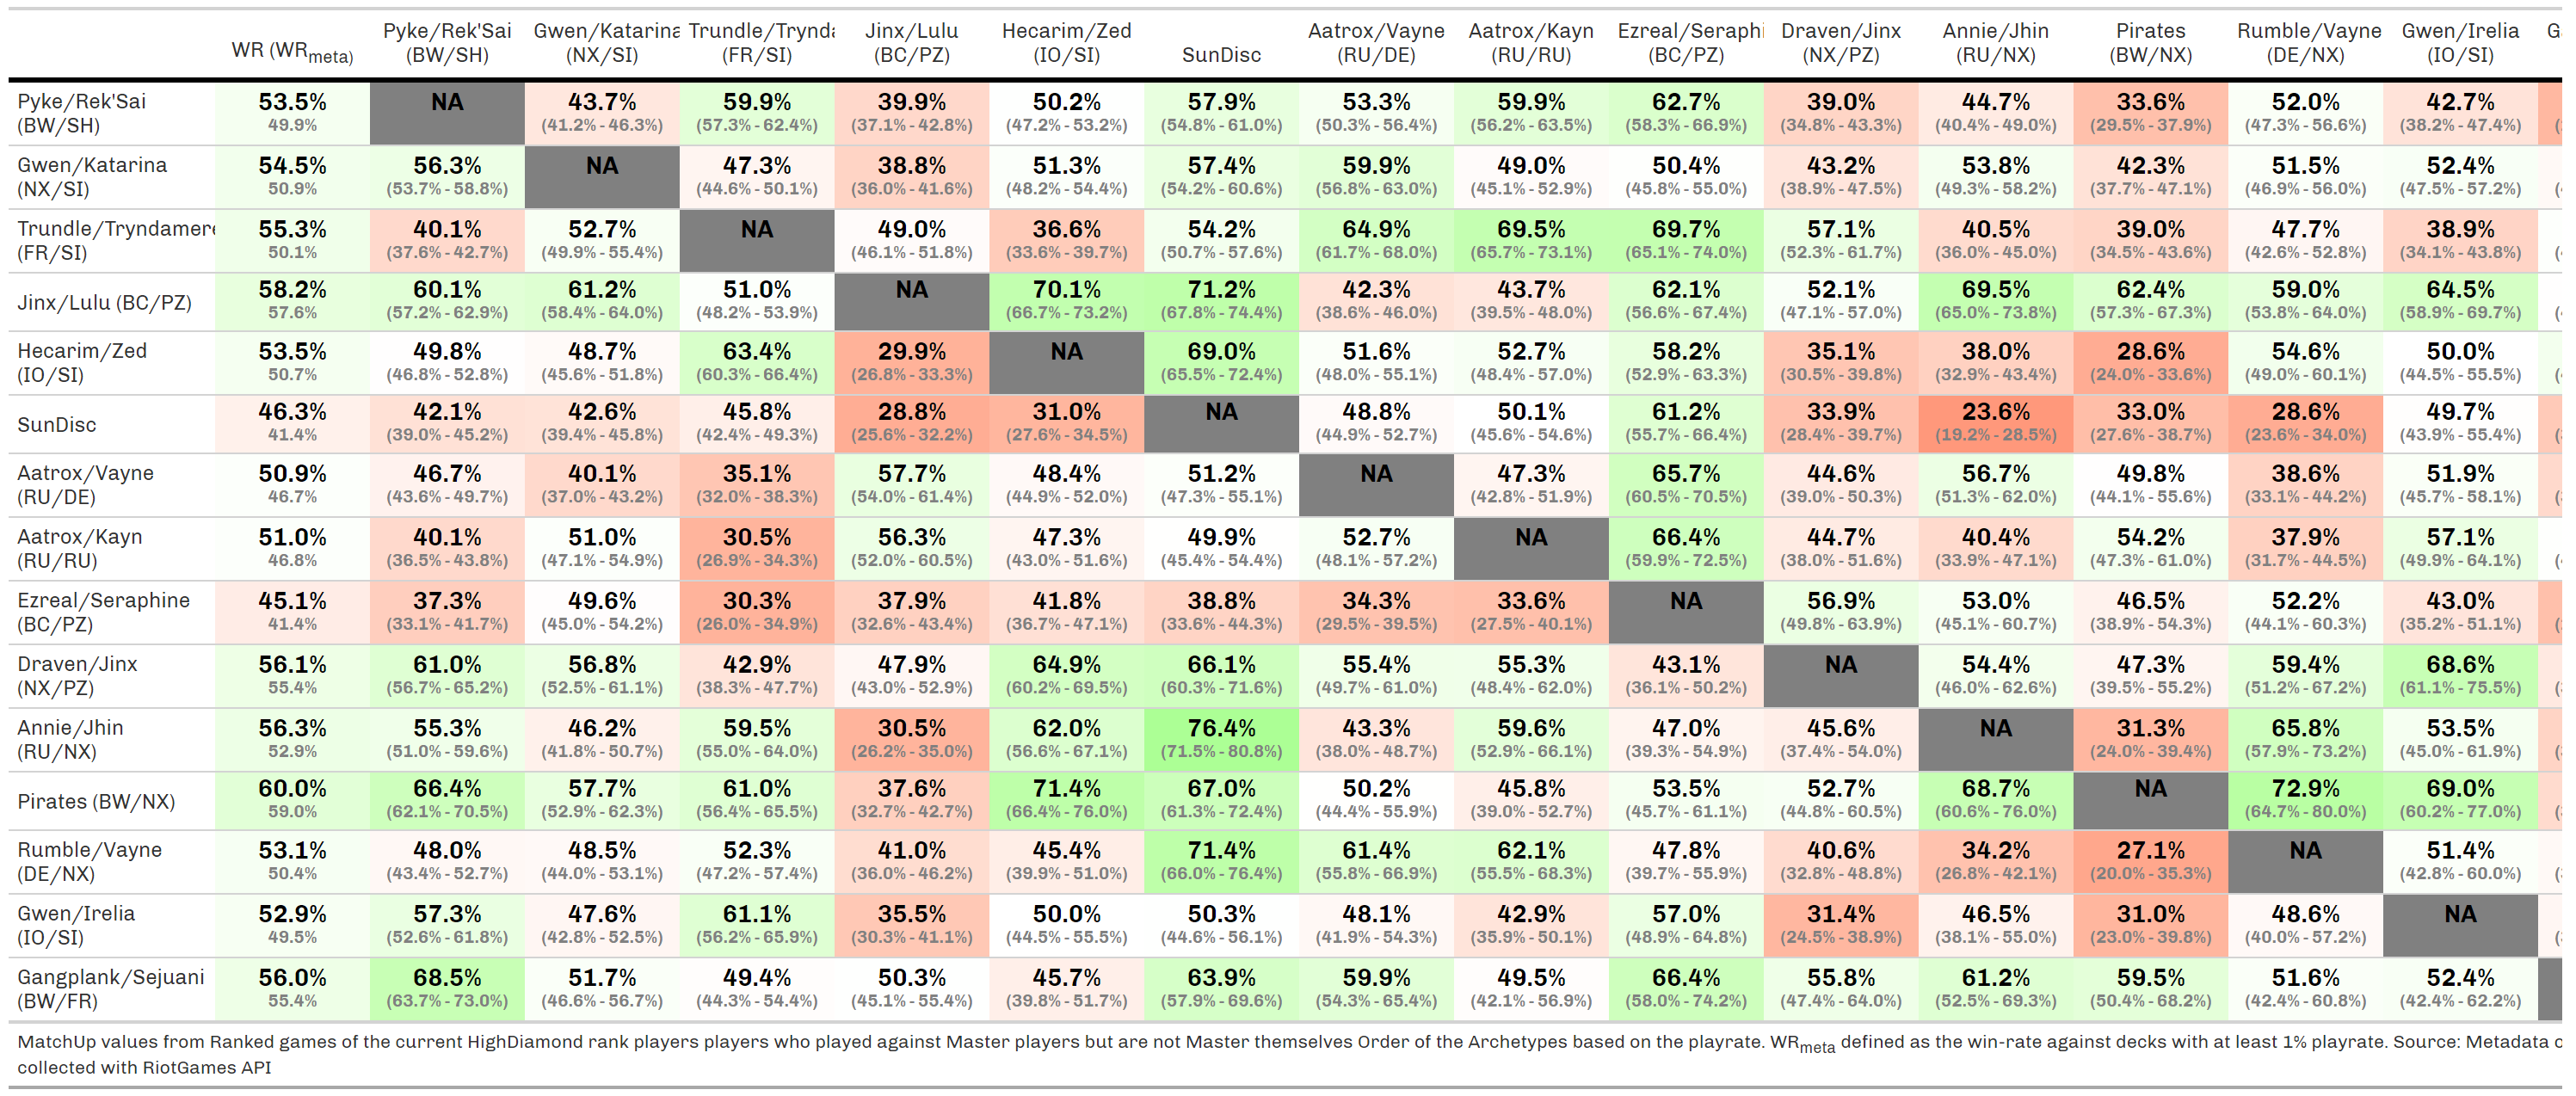 WR (WRmeta) Pyke/Rek'Sai (BW/SH) Gwen/Katarina (NX/SI) Trundle/Trynda (FR/SI) Jinx/Lulu (BC/PZ) Hecarim/Zed (IO/SI) SunDisc Aatrox/Vayne (RU/DE) Aatrox/Kayn (RU/RU) Ezreal/Seraphi (BC/PZ) Draven/Jinx (NX/PZ) Annie/Jhin (RU/NX) Pirates (BW/NX) Rumble/Vayne (DE/NX) Gwen/Irelia (IO/SI)
Pyke/Rek'Sai 53.5% NA 43.7% 59.9% 39.9% 50.2% 57.9% 53.3% 59.9% 62.7% 39.0% 44.7% 33.6% 52.0% 42.7%
(BW/SH) 49.9% (41.2% - 46.3%) (57.3% - 62.4%) (37.1% - 42.8%) (47.2% - 53.2%) (54.8% - 61.0%) (50.3% - 56.4%) (56.2% - 63.5%) (58.3% - 66.9%) (34.8% - 43.3%) (40.4% - 49.0%) (29.5% - 37.9%) (47.3% - 56.6%) (38.2% - 47.4%)
Gwen/Katarina 54.5% 56.3% NA 47.3% 38.8% 51.3% 57.4% 59.9% 49.0% 50.4% 43.2% 53.8% 42.3% 51.5% 52.4%
(NX/SI) 50.9% (53.7% - 58.8%) (44.6% - 50.1%) (36.0% - 41.6%) (48.2% - 54.4%) (54.2% - 60.6%) (56.8% - 63.0%) (45.1% - 52.9%) (45.8% - 55.0%) (38.9% - 47.5%) (49.3% - 58.2%) (37.7% - 47.1%) (46.9% - 56.0%) (47.5% - 57.2%)
Trundle/Tryndamere 55.3% 40.1% 52.7% NA 49.0% 36.6% 54.2% 64.9% 69.5% 69.7% 57.1% 40.5% 39.0% 47.7% 38.9%
(FR/SI) 50.1% (37.6% - 42.7%) (49.9% - 55.4%) (46.1% - 51.8%) (33.6% - 39.7%) (50.7% - 57.6%) (61.7% - 68.0%) (65.7% - 73.1%) (65.1% - 74.0%) (52.3% - 61.7%) (36.0% - 45.0%) (34.5% - 43.6%) (42.6% - 52.8%) (34.1% - 43.8%)
Jinx/Lulu (BC/PZ) 58.2% 60.1% 61.2% 51.0% NA 70.1% 71.2% 42.3% 43.7% 62.1% 52.1% 69.5% 62.4% 59.0% 64.5%
57.6% (57.2% - 62.9%) (58.4% - 64.0%) (48.2% - 53.9%) (66.7% - 73.2%) (67.8% - 74.4%) (38.6% - 46.0%) (39.5% - 48.0%) (56.6% - 67.4%) (47.1% - 57.0%) (65.0% - 73.8%) (57.3% - 67.3%) (53.8% - 64.0%) (58.9% - 69.7%)
Hecarim/Zed 53.5% 49.8% 48.7% 63.4% 29.9% NA 69.0% 51.6% 52.7% 58.2% 35.1% 38.0% 28.6% 54.6% 50.0%
(IO/SI) 50.7% (46.8% - 52.8%) (45.6% - 51.8%) (60.3% - 66.4%) (26.8% - 33.3%) (65.5% - 72.4%) (48.0% - 55.1%) (48.4% - 57.0%) (52.9% - 63.3%) (30.5% - 39.8%) (32.9% - 43.4%) (24.0% - 33.6%) (49.0% - 60.1%) (44.5% - 55.5%)
SunDisc 46.3% 42.1% 42.6% 45.8% 28.8% 31.0% NA 48.8% 50.1% 61.2% 33.9% 23.6% 33.0% 28.6% 49.7%
41.4% (39.0% - 45.2%) (39.4% - 45.8%) (42.4% - 49.3%) (25.6% - 32.2%) (27.6% - 34.5%) (44.9% - 52.7%) (45.6% - 54.6%) (55.7% - 66.4%) (28.4% - 39.7%) (19.2% - 28.5%) (27.6% - 38.7%) (23.6% - 34.0%) (43.9% - 55.4%)
Aatrox/Vayne 50.9% 46.7% 40.1% 35.1% 57.7% 48.4% 51.2% NA 47.3% 65.7% 44.6% 56.7% 49.8% 38.6% 51.9%
(RU/DE) 46.7% (43.6% - 49.7%) (37.0% - 43.2%) (32.0% - 38.3%) (54.0% - 61.4%) (44.9% - 52.0%) (47.3% - 55.1%) (42.8% - 51.9%) (60.5% - 70.5%) (39.0% - 50.3%) (51.3% - 62.0%) (44.1% - 55.6%) (33.1% - 44.2%) (45.7% - 58.1%)
Aatrox/Kayn 51.0% 40.1% 51.0% 30.5% 56.3% 47.3% 49.9% 52.7% NA 66.4% 44.7% 40.4% 54.2% 37.9% 57.1%
(RU/RU) 46.8% (36.5% - 43.8%) (47.1% - 54.9%) (26.9% - 34.3%) (52.0% - 60.5%) (43.0% - 51.6%) (45.4% - 54.4%) (48.1% - 57.2%) (59.9% - 72.5%) (38.0% - 51.6%) (33.9% - 47.1%) (47.3% - 61.0%) (31.7% - 44.5%) (49.9% - 64.1%)
Ezreal/Seraphine 45.1% 37.3% 49.6% 30.3% 37.9% 41.8% 38.8% 34.3% 33.6% NA 56.9% 53.0% 46.5% 52.2% 43.0%
(BC/PZ) 41.4% (33.1% - 41.7%) (45.0% - 54.2%) (26.0% - 34.9%) (32.6% - 43.4%) (36.7% - 47.1%) (33.6% - 44.3%) (29.5% - 39.5%) (27.5% - 40.1%) (49.8% - 63.9%) (45.1% - 60.7%) (38.9% - 54.3%) (44.1% - 60.3%) (35.2% - 51.1%)
Draven/Jinx 56.1% 61.0% 56.8% 42.9% 47.9% 64.9% 66.1% 55.4% 55.3% 43.1% NA 54.4% 47.3% 59.4% 68.6%
(NX/PZ) 55.4% (56.7% - 65.2%) (52.5% - 61.1%) (38.3% - 47.7%) (43.0% - 52.9%) (60.2% - 69.5%) (60.3% - 71.6%) (49.7% - 61.0%) (48.4% - 62.0%) (36.1% - 50.2%) (46.0% - 62.6%) (39.5% - 55.2%) (51.2% - 67.2%) (61.1% - 75.5%)
Annie/Jhin 56.3% 55.3% 46.2% 59.5% 30.5% 62.0% 76.4% 43.3% 59.6% 47.0% 45.6% NA 31.3% 65.8% 53.5%
(RU/NX) 52.9% (51.0% - 59.6%) (41.8% - 50.7%) (55.0% - 64.0%) (26.2% - 35.0%) (56.6% - 67.1%) (71.5% - 80.8%) (38.0% - 48.7%) (52.9% - 66.1%) (39.3% - 54.9%) (37.4% - 54.0%) (24.0% - 39.4%) (57.9% - 73.2%) (45.0% - 61.9%)
Pirates (BW/NX) 60.0% 66.4% 57.7% 61.0% 37.6% 71.4% 67.0% 50.2% 45.8% 53.5% 52.7% 68.7% NA 72.9% 69.0%
59.0% (62.1% - 70.5%) (52.9% - 62.3%) (56.4% - 65.5%) (32.7% - 42.7%) (66.4% - 76.0%) (61.3% - 72.4%) (44.4% - 55.9%) (39.0% - 52.7%) (45.7% - 61.1%) (44.8% - 60.5%) (60.6% - 76.0%) (64.7% - 80.0%) (60.2% - 77.0%)
Rumble/Vayne 53.1% 48.0% 48.5% 52.3% 41.0% 45.4% 71.4% 61.4% 62.1% 47.8% 40.6% 34.2% 27.1% NA 51.4%
(DE/NX) 50.4% (43.4% - 52.7%) (44.0% - 53.1%) (47.2% - 57.4%) (36.0% - 46.2%) (39.9% - 51.0%) (66.0% - 76.4%) (55.8% - 66.9%) (55.5% - 68.3%) (39.7% - 55.9%) (32.8% - 48.8%) (26.8% - 42.1%) (20.0% - 35.3%) (42.8% - 60.0%)
Gwen/Irelia 52.9% 57.3% 47.6% 61.1% 35.5% 50.0% 50.3% 48.1% 42.9% 57.0% 31.4% 46.5% 31.0% 48.6% NA
(IO/SI) 49.5% (52.6% - 61.8%) (42.8% - 52.5%) (56.2% - 65.9%) (30.3% - 41.1%) (44.5% - 55.5%) (44.6% - 56.1%) (41.9% - 54.3%) (35.9% - 50.1%) (48.9% - 64.8%) (24.5% - 38.9%) (38.1% - 55.0%) (23.0% - 39.8%) (40.0% - 57.2%)
Gangplank/Sejuani 56.0% 68.5% 51.7% 49.4% 50.3% 45.7% 63.9% 59.9% 49.5% 66.4% 55.8% 61.2% 59.5% 51.6% 52.4%
(BW/FR) 55.4% (63.7% - 73.0%) (46.6% - 56.7%) (44.3% - 54.4%) (45.1% - 55.4%) (39.8% - 51.7%) (57.9% - 69.6%) (54.3% - 65.4%) (42.1% - 56.9%) (58.0% - 74.2%) (47.4% - 64.0%) (52.5% - 69.3%) (50.4% - 68.2%) (42.4% - 60.8%) (42.4% - 62.2%)
MatchUp values from Ranked games of the current HighDiamond rank players players who played against Master players but are not Master themselves Order of the Archetypes based on the playrate. WRmeta defined as the win-rate against decks with at least 1% playrate. Source: Metadata
collected with RiotGames API